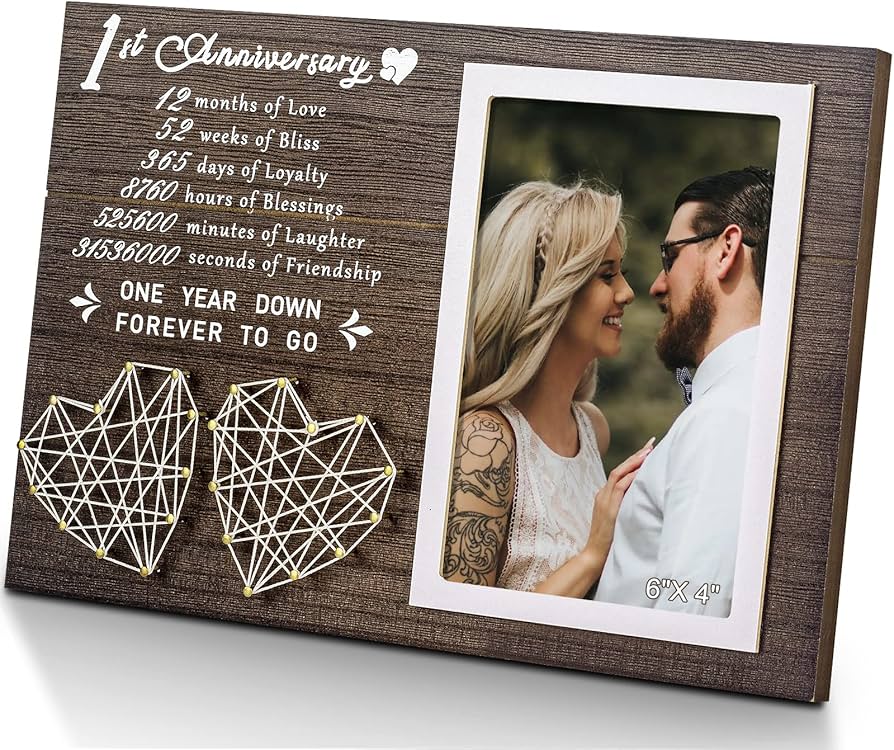 1st Anniversary
12 months of Love
52 weeks of Bliss
365 days of Loyalty
8760 hours of Blessings
525600 minutes of Laughter
31536000 seconds of Friendship
ONE YEAR DOWN
FOREVER TO GO
6"X 4"